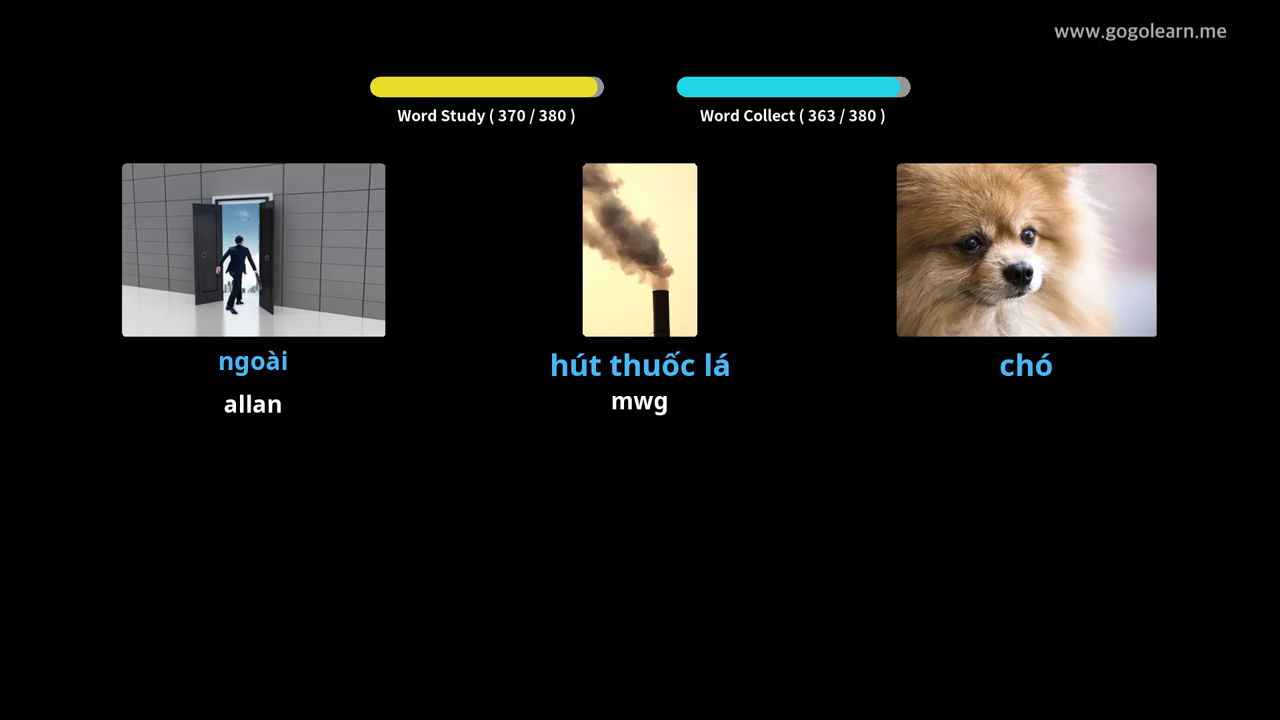 www.gogolearn.me
Word Study ( 370 / 380 )
Word Collect ( 363 / 380 )
ngoài
allan
hút thuốc lá
mwg
chó